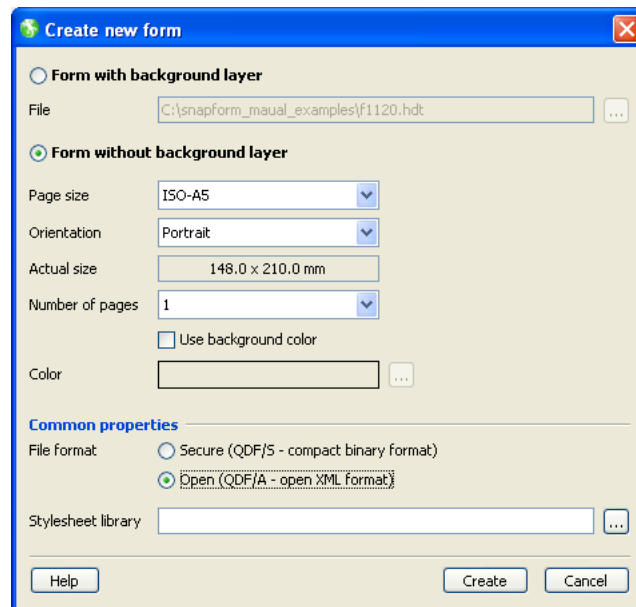 Create new form
Form with background layer
File C:\snapform_maual_examples\f1120.hdt ...
Form without background layer
Page size ISO-A5
Orientation Portrait
Actual size 148.0 x 210.0 mm
Number of pages 1
Use background color
Color ...
Common properties
File format Secure (QDF/S - compact binary format)
Open (QDF/A - open XML format)
Stylesheet library ...
Help Create Cancel